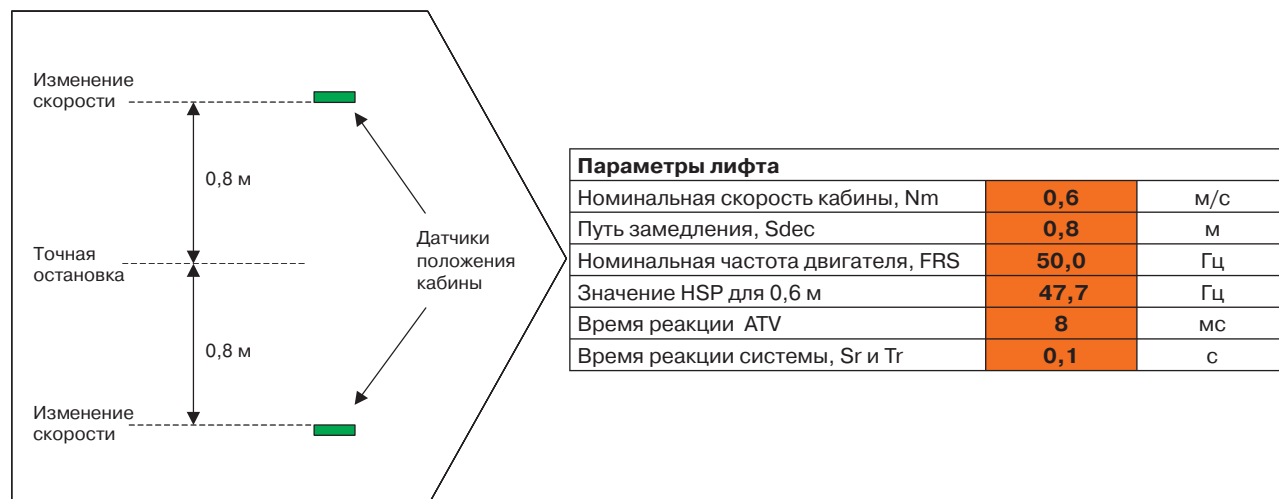 Изменение
скорости
0,8 м
Точная
остановка
Датчики
положения
кабины
0,8 м
Изменение
скорости
Параметры лифта
Номинальная скорость кабины, Nm 0,6 м/с
Путь замедления, Sdec 0,8 м
Номинальная частота двигателя, FRS 50,0 Гц
Значение HSP для 0,6 м 47,7 Гц
Время реакции ATV 8 мс
Время реакции системы, Sr и Tr 0,1 с